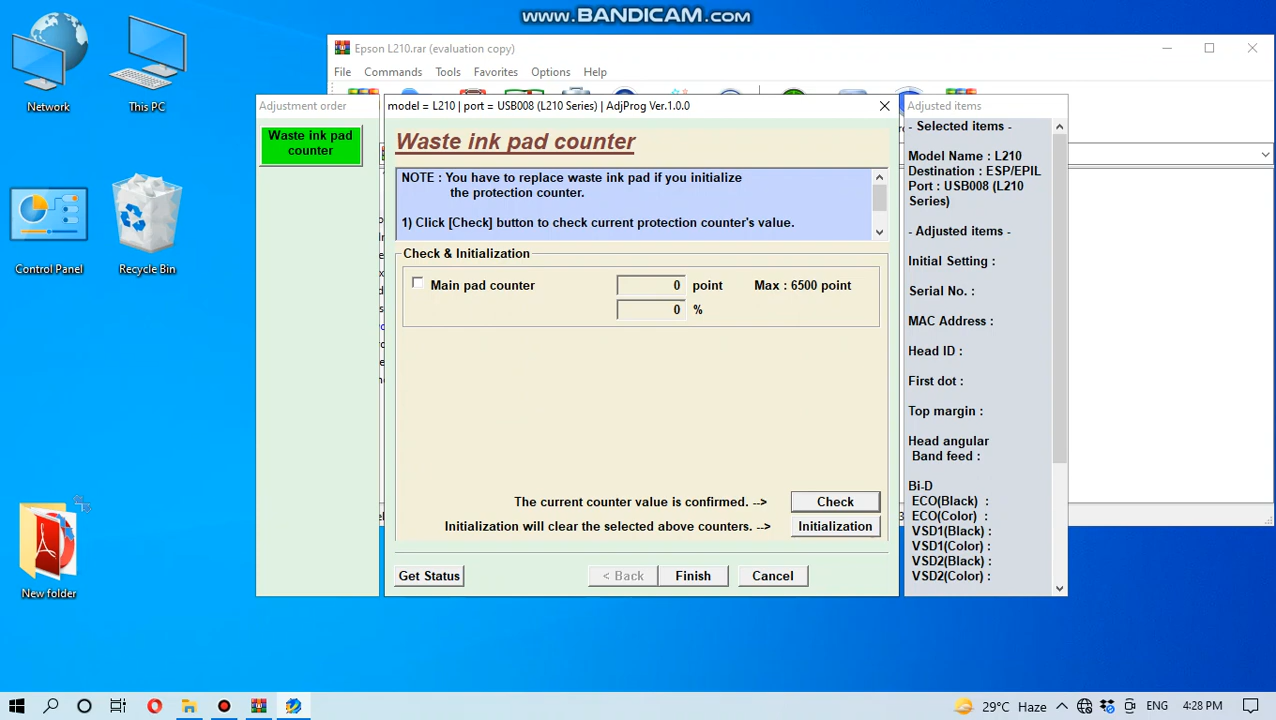 www.BANDICAM.com
Network
This PC
Control Panel
Recycle Bin
New folder
Epson L210.rar (evaluation copy)
File Commands Tools Favorites Options Help
Adjustment order
Waste ink pad
counter
model = L210 | port = USB008 (L210 Series) | AdjProg Ver.1.0.0
Waste ink pad counter
NOTE : You have to replace waste ink pad if you initialize
the protection counter.
1) Click [Check] button to check current protection counter's value.
Check & Initialization
Main pad counter 0 point Max : 6500 point
0 %
The current counter value is confirmed. --> Check
Initialization will clear the selected above counters. --> Initialization
Get Status < Back Finish Cancel
Adjusted items
- Selected items -
Model Name : L210
Destination : ESP/EPIL
Port : USB008 (L210
Series)
- Adjusted items -
Initial Setting :
Serial No. :
MAC Address :
Head ID :
First dot :
Top margin :
Head angular
Band feed :
Bi-D
ECO(Black) :
ECO(Color) :
VSD1(Black) :
VSD1(Color) :
VSD2(Black) :
VSD2(Color) :
29°C Haze ENG 4:28 PM